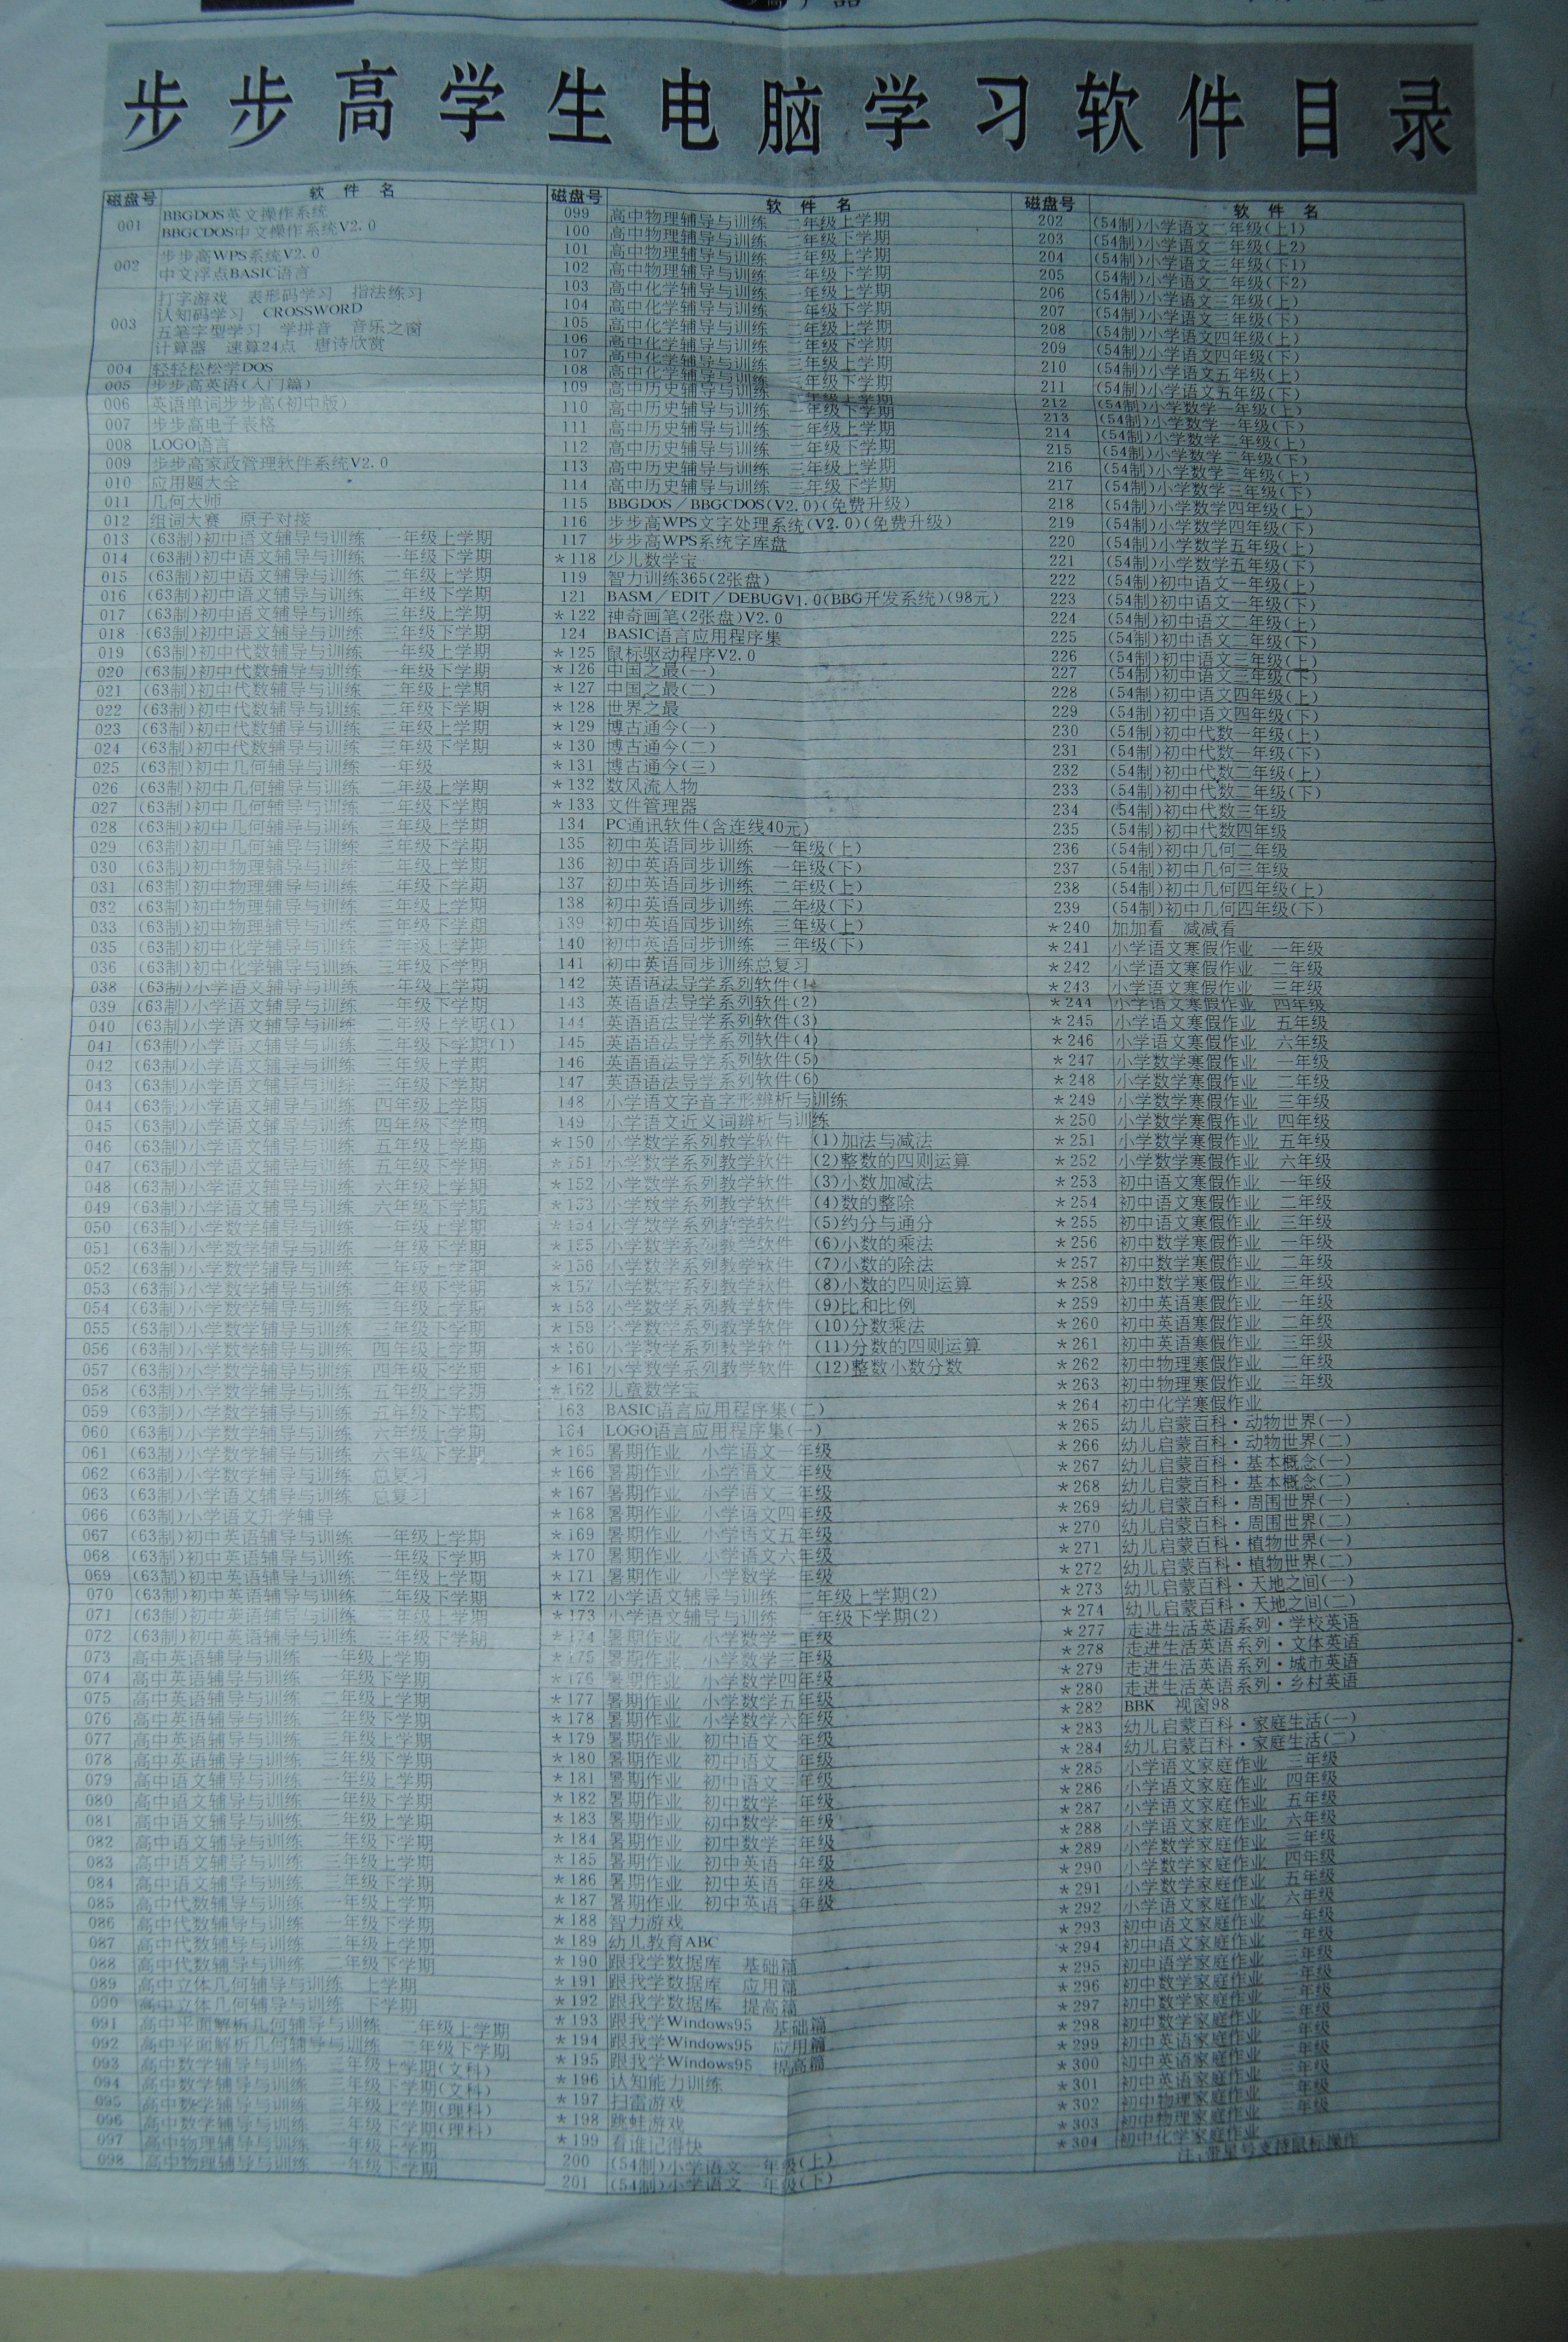 步步高学生电脑学习软件目录
磁盘号 软件名
001 BBGDOS英文操作系统
BBGCDOS中文操作系统V2.0
002 步步高WPS系统V2.0
中文浮点BASIC语言
003 打字游戏 表形码学习 指法练习
认知码学习 CROSSWORD
五笔字型学习 学拼音 音乐之窗
计算器 速算24点 唐诗欣赏
004 轻轻松松学DOS
005 步步高英语(入门篇)
006 英语单词步步高(初中版)
007 步步高电子表格
008 LOGO语言
009 步步高家政管理软件系统V2.0
010 应用题大全
011 几何大师
012 组词大赛 原子对接
013 (63制)初中语文辅导与训练 一年级上学期
014 (63制)初中语文辅导与训练 一年级下学期
015 (63制)初中语文辅导与训练 二年级上学期
016 (63制)初中语文辅导与训练 二年级下学期
017 (63制)初中语文辅导与训练 三年级上学期
018 (63制)初中语文辅导与训练 三年级下学期
019 (63制)初中代数辅导与训练 一年级上学期
020 (63制)初中代数辅导与训练 一年级下学期
021 (63制)初中代数辅导与训练 二年级上学期
022 (63制)初中代数辅导与训练 二年级下学期
023 (63制)初中代数辅导与训练 三年级上学期
024 (63制)初中代数辅导与训练 三年级下学期
025 (63制)初中几何辅导与训练 一年级
026 (63制)初中几何辅导与训练 二年级上学期
027 (63制)初中几何辅导与训练 二年级下学期
028 (63制)初中几何辅导与训练 三年级上学期
029 (63制)初中几何辅导与训练 三年级下学期
030 (63制)初中物理辅导与训练 二年级上学期
031 (63制)初中物理辅导与训练 二年级下学期
032 (63制)初中物理辅导与训练 三年级上学期
033 (63制)初中物理辅导与训练 三年级下学期
035 (63制)初中化学辅导与训练 三年级上学期
036 (63制)初中化学辅导与训练 年级下学期
038 (63制)小学语文辅导与训练 一年级上学期
039 (63制)小学语文辅导与训练 一年级下学期
040 (63制)小学语文辅导与训练 二年级上学期(1)
041 (63制)小学语文辅导与训练 二年级下学期(1)
042 (63制)小学语文辅导与训练 年级上学期
043 (63制)小学语文辅导与训练 年级下学期
044 (63制)小学语文辅导与训练 四年级上学期
045 (63制)小学语文辅导与训练 四年级下学期
046 (63制)小学语文辅导与训练 五年级上学期
047 (63制)小学语文辅导与训练 五年级下学期
048 (63制)小学语文辅导与训练 六年级上学期
049 (63制)小学语文辅导与训练 六年级下学期
050 (63制)小学数学辅导与训练 一年级上学期
051 (63制)小学数学辅导与训练 一年级下学期
052 (63制)小学数学辅导与训练 二年级上学期
053 (63制)小学数学辅导与训练 二年级下学期
054 (63制)小学数学辅导与训练 年级上学期
055 (63制)小学数学辅导与训练 三年级下学期
056 (63制)小学数学辅导与训练 四年级上学期
057 (63制)小学数学辅导与训练 四年级下学期
058 (63制)小学数学辅导与训练 五年级上学期
059 (63制)小学数学辅导与训练 五年级下学期
060 (63制)小学数学辅导与训练 六年级上学期
061 (63制)小学数学辅导与训练 六年级下学期
062 (63制)小学数学辅导与训练 总复习
063 (63制)小学语文辅导与训练 总复习
066 (63制)小学语文升学辅导
067 (63制)初中英语辅导与训练 一年级上学期
068 (63制)初中英语辅导与训练 一年级下学期
069 (63制)初中英语辅导与训练 二年级上学期
070 (63制)初中英语辅导与训练 二年级下学期
071 (63制)初中英语辅导与训练 年级上学期
072 (63制)初中英语辅导与训练 年级下学期
073 高中英语辅导与训练 一年级上学期
074 高中英语辅导与训练 一年级下学期
075 高中英语辅导与训练 二年级上学期
076 高中英语辅导与训练 二年级下学期
077 高中英语辅导与训练 三年级上学期
078 高中英语辅导与训练 三年级下学期
079 高中语文辅导与训练 一年级上学期
080 高中语文辅导与训练 一年级下学期
081 高中语文辅导与训练 二年级上学期
082 高中语文辅导与训练 二年级下学期
083 高中语文辅导与训练 三年级上学期
084 高中语文辅导与训练 三年级下学期
085 高中代数辅导与训练 一年级上学期
086 高中代数辅导与训练 一年级下学期
087 高中代数辅导与训练 二年级上学期
088 高中代数辅导与训练 二年级下学期
089 高中立体几何辅导与训练 上学期
090 高中立体几何辅导与训练 下学期
091 高中平面解析几何辅导与训练 二年级上学期
092 高中平面解析几何辅导与训练 二年级下学期
093 高中数学辅导与训练 三年级上学期(文科)
094 高中数学辅导与训练 三年级下学期(文科)
095 高中数学辅导与训练 三年级上学期(理科)
096 高中数学辅导与训练 三年级下学期(理科)
097 高中物理辅导与训练 一年级上学期
098 高中物理辅导与训练 一年级下学期
磁盘号 软件名
099 高中物理辅导与训练 二年级上学期
100 高中物理辅导与训练 二年级下学期
101 高中物理辅导与训练 三年级上学期
102 高中物理辅导与训练 三年级下学期
103 高中化学辅导与训练 一年级上学期
104 高中化学辅导与训练 一年级下学期
105 高中化学辅导与训练 二年级上学期
106 高中化学辅导与训练 二年级下学期
107 高中化学辅导与训练 三年级上学期
108 高中化学辅导与训练 三年级下学期
109 高中历史辅导与训练 一年级上学期
110 高中历史辅导与训练 一年级下学期
111 高中历史辅导与训练 二年级上学期
112 高中历史辅导与训练 二年级下学期
113 高中历史辅导与训练 三年级上学期
114 高中历史辅导与训练 三年级下学期
115 BBGDOS/BBGCDOS(V2.0)(免费升级)
116 步步高WPS文字处理系统(V2.0)(免费升级)
117 步步高WPS系统字库盘
*118 少儿数学宝
119 智力训练365(2张盘)
121 BASM/EDIT/DEBUGV1.0(BBG开发系统)(98元)
*122 神奇画笔(2张盘)V2.0
124 BASIC语言应用程序集
*125 鼠标驱动程序V2.0
*126 中国之最(一)
*127 中国之最(二)
*128 世界之最
*129 博古通今(一)
*130 博古通今(二)
*131 博古通今(三)
*132 数风流人物
*133 文件管理器
134 PC通讯软件(含连线40元)
135 初中英语同步训练 一年级(上)
136 初中英语同步训练 一年级(下)
137 初中英语同步训练 二年级(上)
138 初中英语同步训练 二年级(下)
139 初中英语同步训练 三年级(上)
140 初中英语同步训练 三年级(下)
141 初中英语同步训练总复习
142 英语语法导学系列软件(1)
143 英语语法导学系列软件(2)
144 英语语法导学系列软件(3)
145 英语语法导学系列软件(4)
146 英语语法导学系列软件(5)
147 英语语法导学系列软件(6)
148 小学语文字音字形辨析与训练
149 小学语文近义词辨析与训练
*150 小学数学系列教学软件 (1)加法与减法
*151 小学数学系列教学软件 (2)整数的四则运算
*152 小学数学系列教学软件 (3)小数加减法
*153 小学数学系列教学软件 (4)数的整除
*154 小学数学系列教学软件 (5)约分与通分
*155 小学数学系列教学软件 (6)小数的乘法
*156 小学数学系列教学软件 (7)小数的除法
*157 小学数学系列教学软件 (8)小数的四则运算
*158 小学数学系列教学软件 (9)比和比例
*159 小学数学系列教学软件 (10)分数乘法
*160 小学数学系列教学软件 (11)分数的四则运算
*161 小学数学系列教学软件 (12)整数小数分数
*162 儿童数学宝
163 BASIC语言应用程序集(二)
164 LOGO语言应用程序集(一)
*165 暑期作业 小学语文一年级
*166 暑期作业 小学语文二年级
*167 暑期作业 小学语文三年级
*168 暑期作业 小学语文四年级
*169 暑期作业 小学语文五年级
*170 暑期作业 小学语文六年级
*171 暑期作业 小学数学一年级
*172 小学语文辅导与训练 二年级上学期(2)
*173 小学语文辅导与训练 二年级下学期(2)
*174 暑期作业 小学数学二年级
*175 暑期作业 小学数学三年级
*176 暑期作业 小学数学四年级
*177 暑期作业 小学数学五年级
*178 暑期作业 小学数学六年级
*179 暑期作业 初中语文一年级
*180 暑期作业 初中语文二年级
*181 暑期作业 初中语文三年级
*182 暑期作业 初中数学一年级
*183 暑期作业 初中数学二年级
*184 暑期作业 初中数学三年级
*185 暑期作业 初中英语一年级
*186 暑期作业 初中英语二年级
*187 暑期作业 初中英语三年级
*188 智力游戏
*189 幼儿教育ABC
*190 跟我学数据库 基础篇
*191 跟我学数据库 应用篇
*192 跟我学数据库 提高篇
*193 跟我学Windows95 基础篇
*194 跟我学Windows95 应用篇
*195 跟我学Windows95 提高篇
*196 认知能力训练
*197 扫雷游戏
*198 跳蛙游戏
*199 看谁记得快
200 (54制)小学语文一年级(上)
201 (54制)小学语文一年级(下)
磁盘号 软件名
202 (54制)小学语文二年级(上1)
203 (54制)小学语文二年级(上2)
204 (54制)小学语文二年级(下1)
205 (54制)小学语文二年级(下2)
206 (54制)小学语文三年级(上)
207 (54制)小学语文三年级(下)
208 (54制)小学语文四年级(上)
209 (54制)小学语文四年级(下)
210 (54制)小学语文五年级(上)
211 (54制)小学语文五年级(下)
212 (54制)小学数学一年级(上)
213 (54制)小学数学一年级(下)
214 (54制)小学数学二年级(上)
215 (54制)小学数学二年级(下)
216 (54制)小学数学三年级(上)
217 (54制)小学数学三年级(下)
218 (54制)小学数学四年级(上)
219 (54制)小学数学四年级(下)
220 (54制)小学数学五年级(上)
221 (54制)小学数学五年级(下)
222 (54制)初中语文一年级(上)
223 (54制)初中语文一年级(下)
224 (54制)初中语文二年级(上)
225 (54制)初中语文二年级(下)
226 (54制)初中语文三年级(上)
227 (54制)初中语文三年级(下)
228 (54制)初中语文四年级(上)
229 (54制)初中语文四年级(下)
230 (54制)初中代数一年级(上)
231 (54制)初中代数一年级(下)
232 (54制)初中代数二年级(上)
233 (54制)初中代数二年级(下)
234 (54制)初中代数三年级
235 (54制)初中代数四年级
236 (54制)初中几何二年级
237 (54制)初中几何三年级
238 (54制)初中几何四年级(上)
239 (54制)初中几何四年级(下)
*240 加加看 减减看
*241 小学语文寒假作业 一年级
*242 小学语文寒假作业 二年级
*243 小学语文寒假作业 三年级
*244 小学语文寒假作业 四年级
*245 小学语文寒假作业 五年级
*246 小学语文寒假作业 六年级
*247 小学数学寒假作业 一年级
*248 小学数学寒假作业 二年级
*249 小学数学寒假作业 三年级
*250 小学数学寒假作业 四年级
*251 小学数学寒假作业 五年级
*252 小学数学寒假作业 六年级
*253 初中语文寒假作业 一年级
*254 初中语文寒假作业 二年级
*255 初中语文寒假作业 三年级
*256 初中数学寒假作业 一年级
*257 初中数学寒假作业 二年级
*258 初中数学寒假作业 三年级
*259 初中英语寒假作业 一年级
*260 初中英语寒假作业 二年级
*261 初中英语寒假作业 三年级
*262 初中物理寒假作业 二年级
*263 初中物理寒假作业 三年级
*264 初中化学寒假作业
*265 幼儿启蒙百科·动物世界(一)
*266 幼儿启蒙百科·动物世界(二)
*267 幼儿启蒙百科·基本概念(一)
*268 幼儿启蒙百科·基本概念(二)
*269 幼儿启蒙百科·周围世界(一)
*270 幼儿启蒙百科·周围世界(二)
*271 幼儿启蒙百科·植物世界(一)
*272 幼儿启蒙百科·植物世界(二)
*273 幼儿启蒙百科·天地之间(一)
*274 幼儿启蒙百科·天地之间(二)
*277 走进生活英语系列·学校英语
*278 走进生活英语系列·文体英语
*279 走进生活英语系列·城市英语
*280 走进生活英语系列·乡村英语
*282 BBK 视窗98
*283 幼儿启蒙百科·家庭生活(一)
*284 幼儿启蒙百科·家庭生活(二)
*285 小学语文家庭作业 三年级
*286 小学语文家庭作业 四年级
*287 小学语文家庭作业 五年级
*288 小学语文家庭作业 六年级
*289 小学数学家庭作业 三年级
*290 小学数学家庭作业 四年级
*291 小学数学家庭作业 五年级
*292 小学语文家庭作业 六年级
*293 初中语文家庭作业 一年级
*294 初中语文家庭作业 二年级
*295 初中语学家庭作业 三年级
*296 初中数学家庭作业 一年级
*297 初中数学家庭作业 二年级
*298 初中数学家庭作业 三年级
*299 初中英语家庭作业 一年级
*300 初中英语家庭作业 二年级
*301 初中英语家庭作业 三年级
*302 初中物理家庭作业 二年级
*303 初中物理家庭作业 三年级
*304 初中化学家庭作业
注:带星号支持鼠标操作